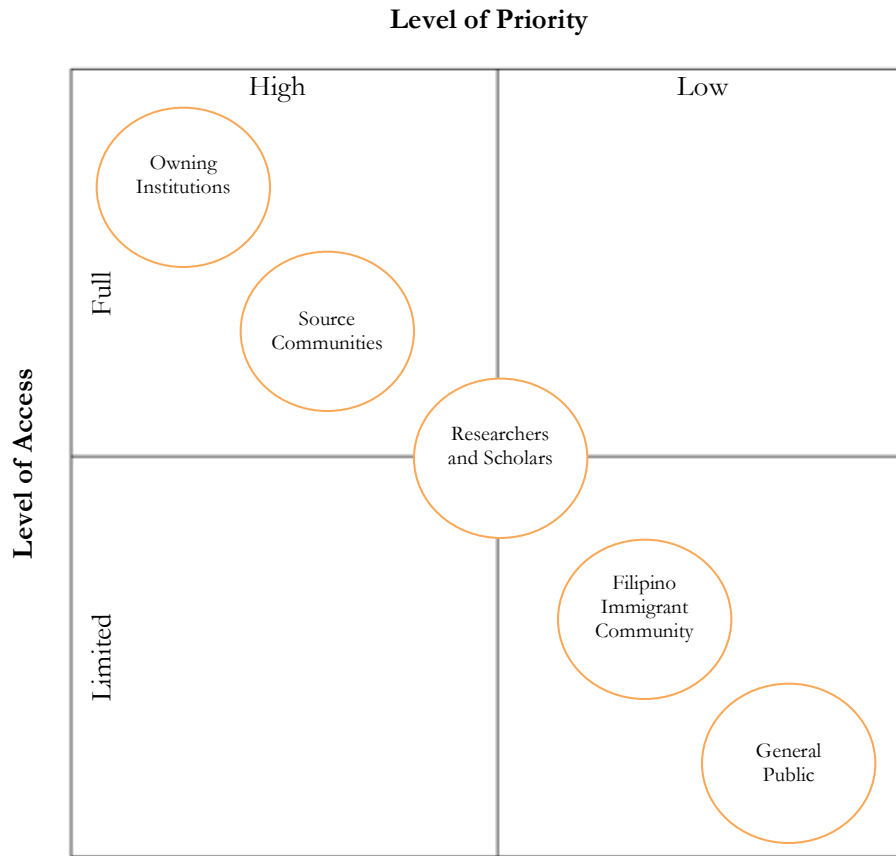 Level of Priority
High
Low
Owning
Institutions
Full
Source
Communities
Level of Access
Researchers
and Scholars
Limited
Filipino
Immigrant
Community
General
Public